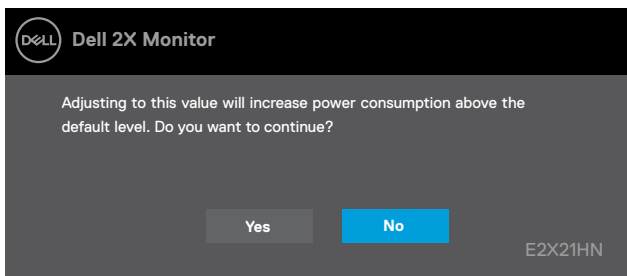 DELL Dell 2X Monitor
Adjusting to this value will increase power consumption above the
default level. Do you want to continue?
Yes No
E2X21HN